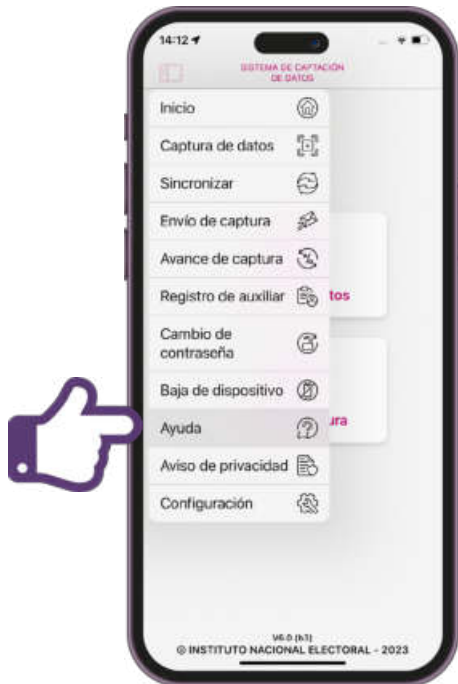 14:12
SISTEMA DE CAPTACIÓN
DE DATOS
Inicio
Captura de datos
Sincronizar
Envío de captura
Avance de captura
Registro de auxiliar
tos
Cambio de
contraseña
Baja de dispositivo
Ayuda
ura
Aviso de privacidad
Configuración
V6.0 (b3)
© INSTITUTO NACIONAL ELECTORAL - 2023